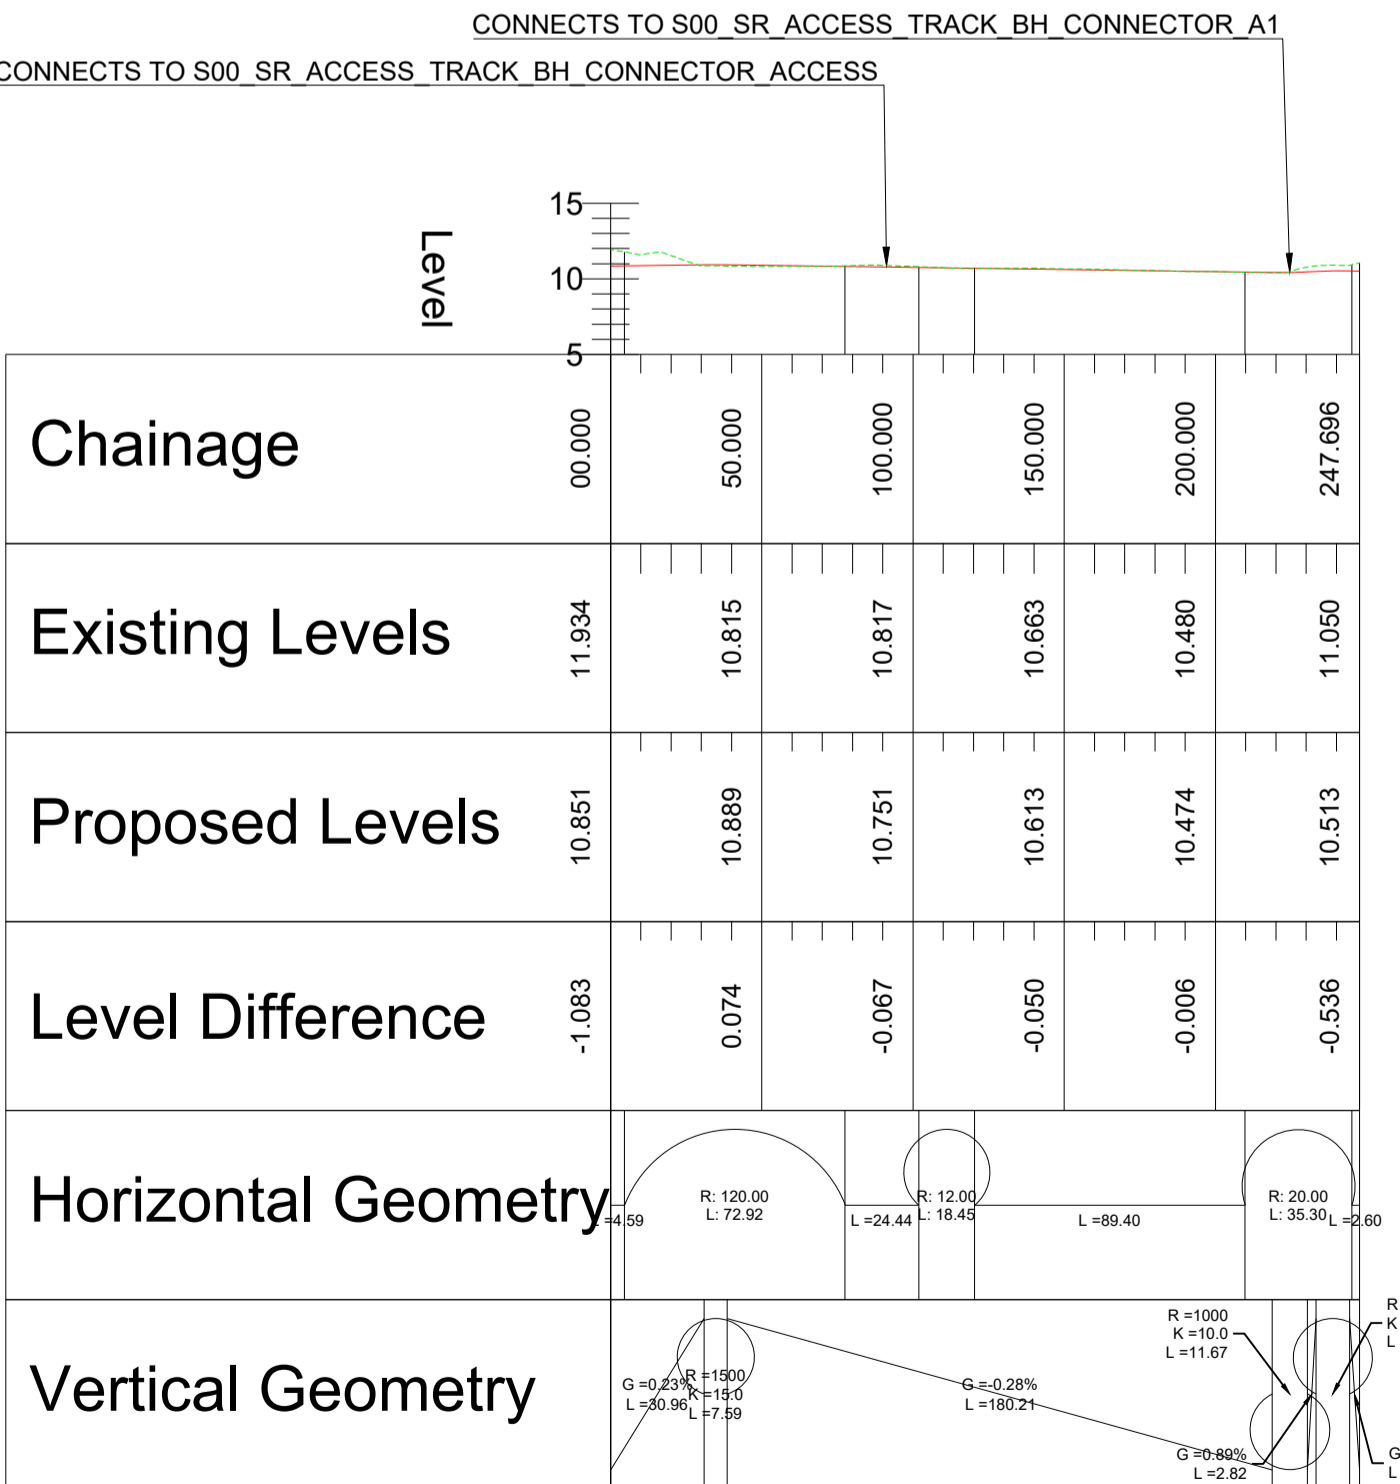 CONNECTS TO S00_SR_ACCESS_TRACK_BH_CONNECTOR_A1
CONNECTS TO S00_SR_ACCESS_TRACK_BH_CONNECTOR_ACCESS
Level
15
10
5
Chainage
00.000
50.000
100.000
150.000
200.000
247.696
Existing Levels
11.934
10.815
10.817
10.663
10.480
11.050
Proposed Levels
10.851
10.889
10.751
10.613
10.474
10.513
Level Difference
-1.083
0.074
-0.067
-0.050
-0.006
-0.536
Horizontal Geometry
L =4.59
R: 120.00
L: 72.92
L =24.44
R: 12.00
L: 18.45
L =89.40
R: 20.00
L: 35.30
L =2.60
Vertical Geometry
G =0.23%
L =30.96
R =1500
K =15.0
L =7.59
G =-0.28%
L =180.21
R =1000
K =10.0
L =11.67
G =0.89%
L =2.82
R
K
L
G
L